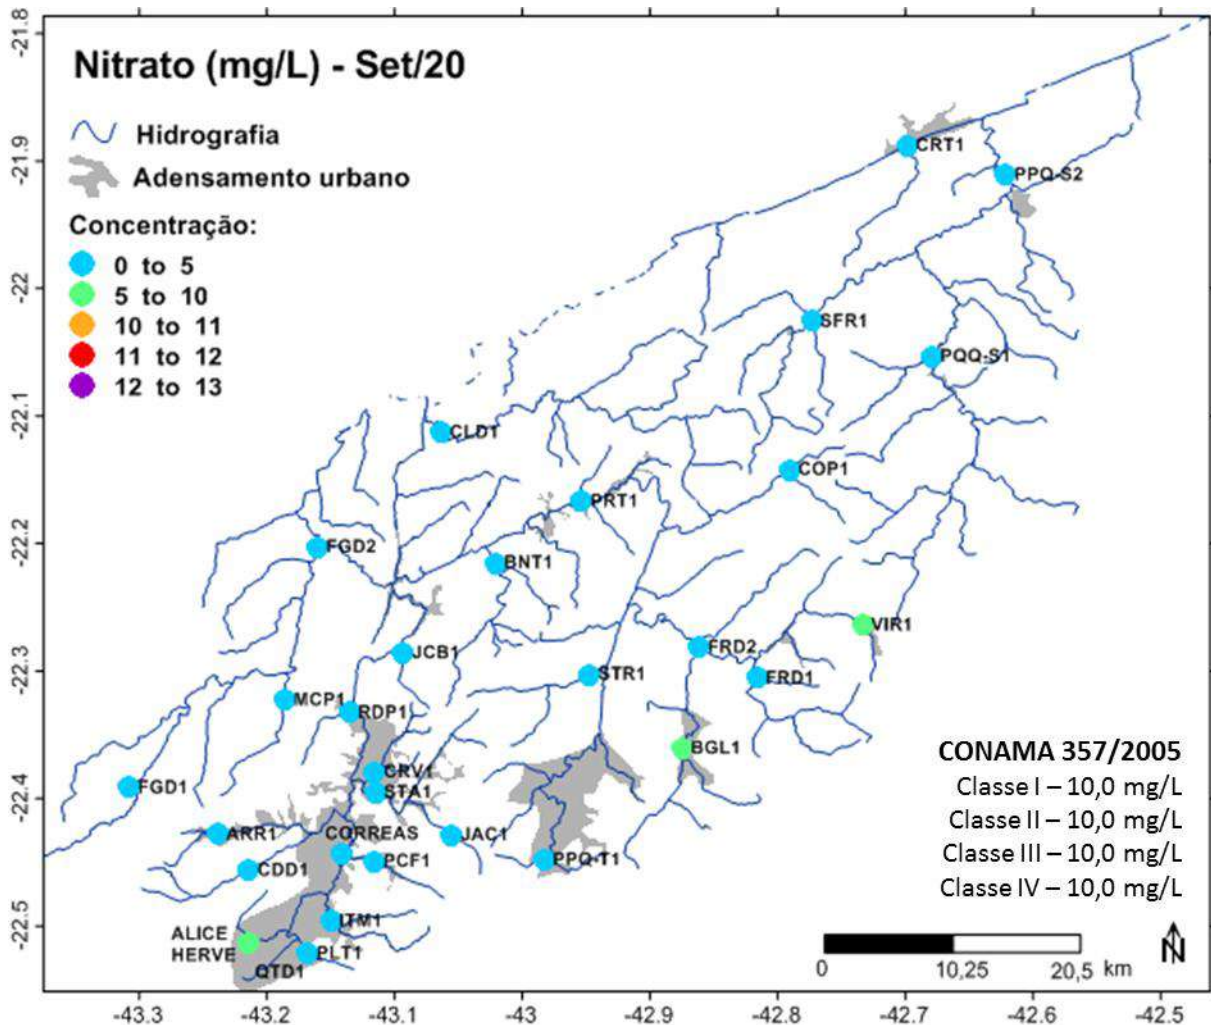 Nitrato (mg/L) - Set/20
Hidrografia
Adensamento urbano
Concentração:
0 to 5
5 to 10
10 to 11
11 to 12
12 to 13
-21.8
-21.9
-22
-22.1
-22.2
-22.3
-22.4
-22.5
CRT1
PPQ-S2
SFR1
PQQ-S1
CLD1
COP1
PRT1
FGD2
BNT1
VIR1
JCB1
FRD2
STR1
FRD1
MCP1
RDP1
BGL1
CRV1
FGD1
STA1
ARR1
CORREAS
JAC1
CDD1
PCF1
PPQ-T1
ITM1
ALICE
HERVE
PLT1
QTD1
CONAMA 357/2005
Classe I – 10,0 mg/L
Classe II – 10,0 mg/L
Classe III – 10,0 mg/L
Classe IV – 10,0 mg/L
N
0 10,25 20,5 km
-43.3 -43.2 -43.1 -43 -42.9 -42.8 -42.7 -42.6 -42.5